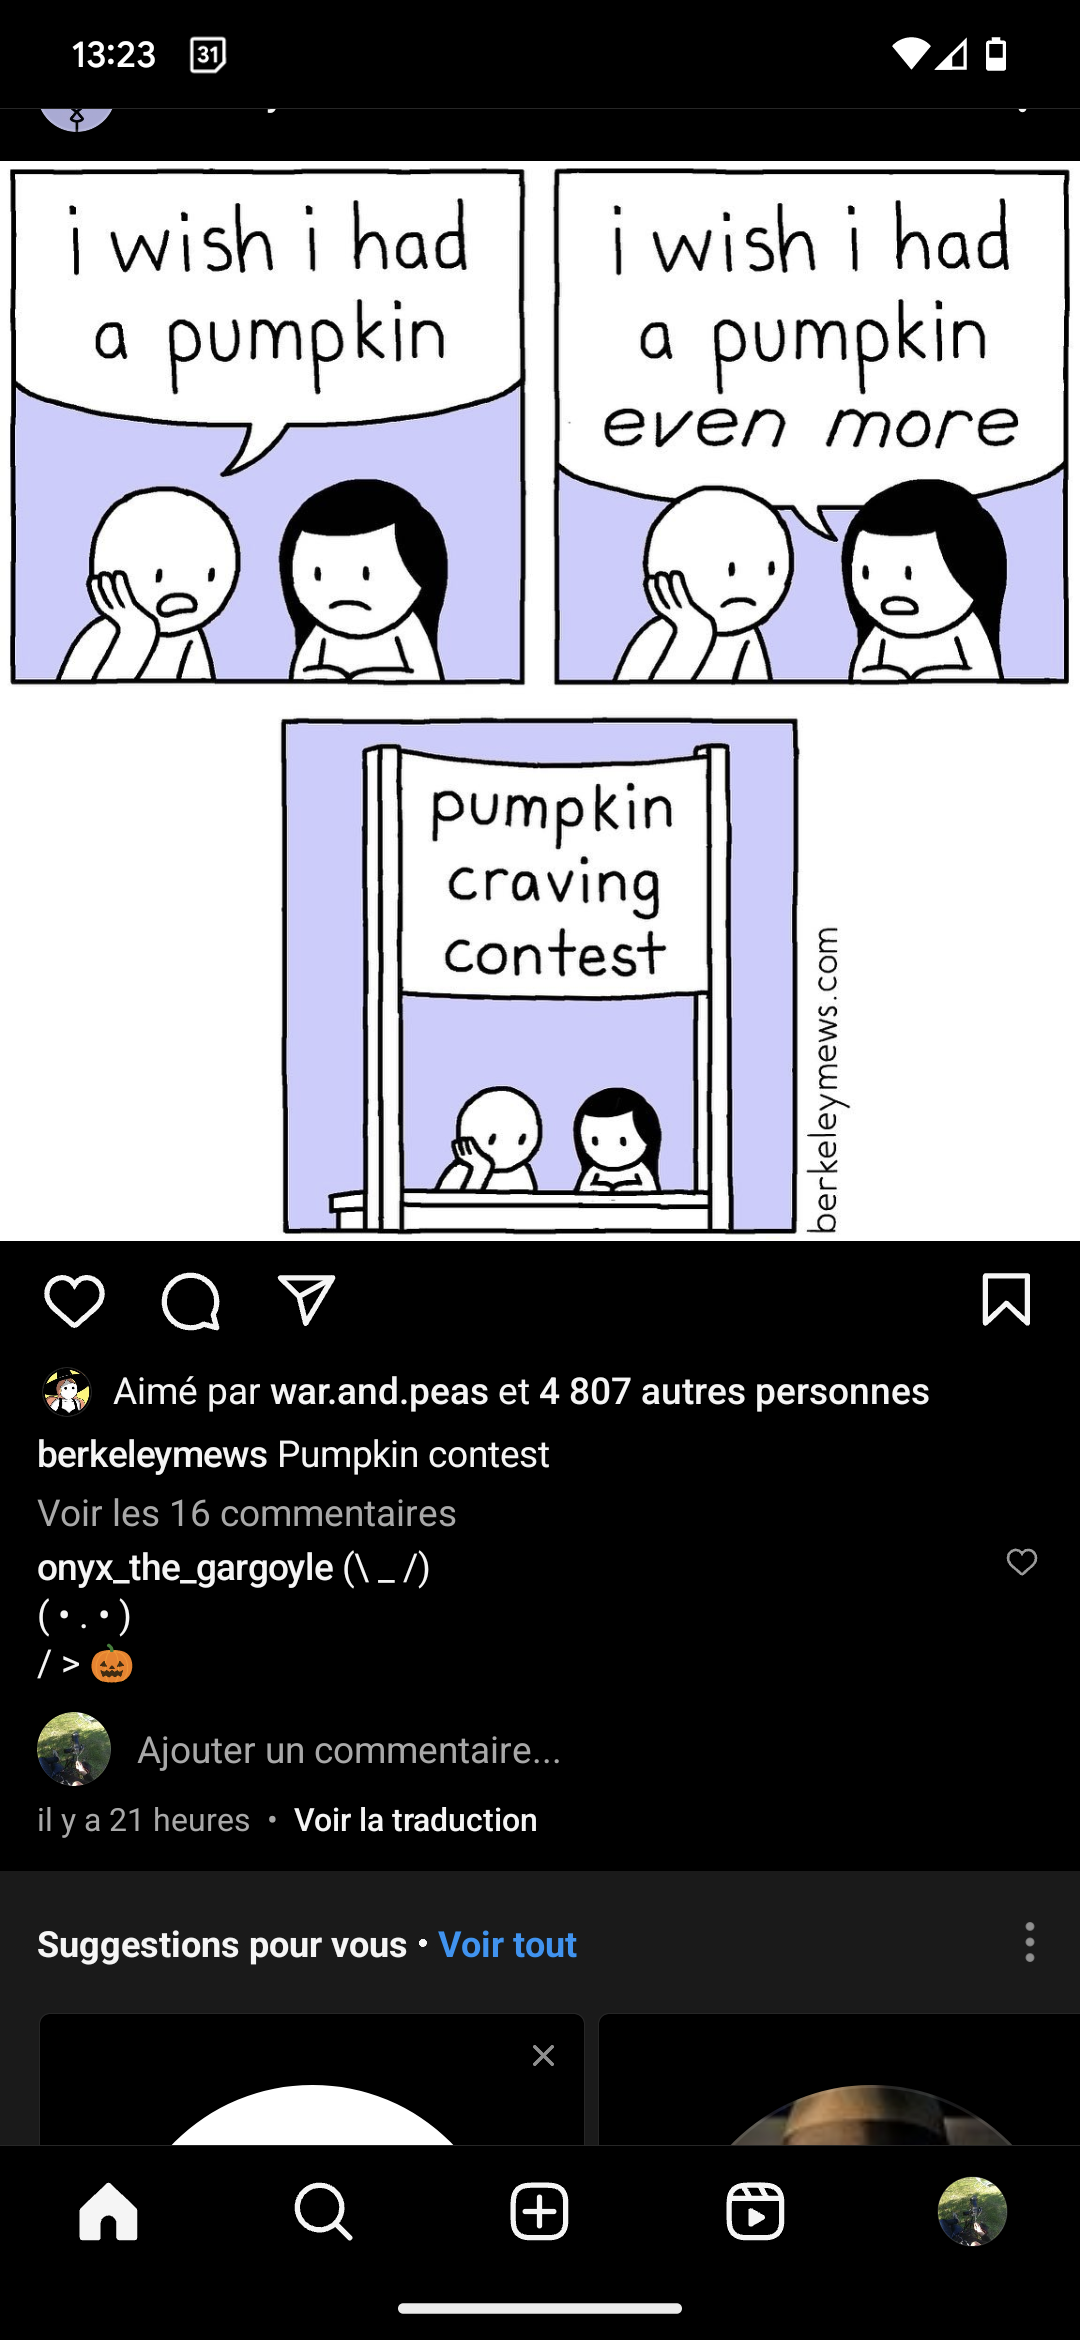 13:23
31
i wish i had
a pumpkin
i wish i had
a pumpkin
even more
pumpkin
craving
contest
berkeleymews.com
Aimé par war.and.peas et 4 807 autres personnes
berkeleymews Pumpkin contest
Voir les 16 commentaires
onyx_the_gargoyle (\ _ /)
( • . • )
/ > 🎃
Ajouter un commentaire...
il y a 21 heures • Voir la traduction
Suggestions pour vous • Voir tout